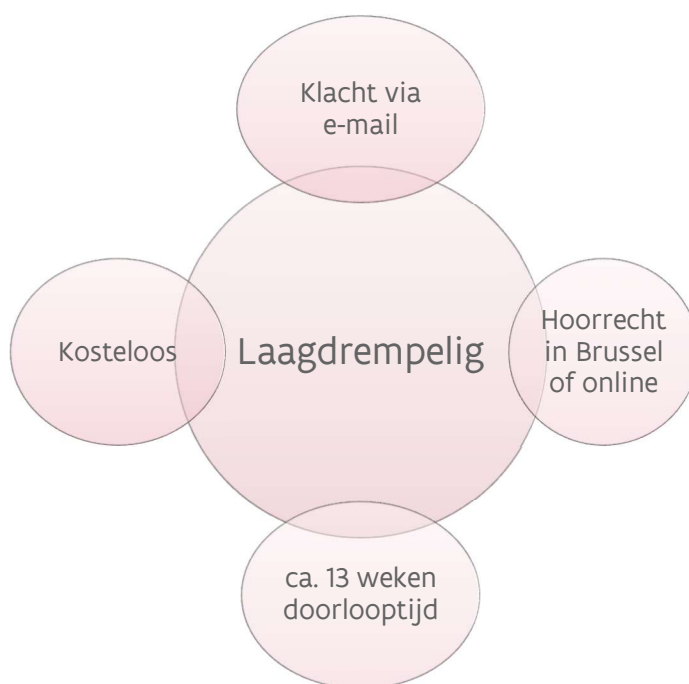 Klacht via
e-mail
Kosteloos
Laagdrempelig
Hoorrecht
in Brussel
of online
ca. 13 weken
doorlooptijd